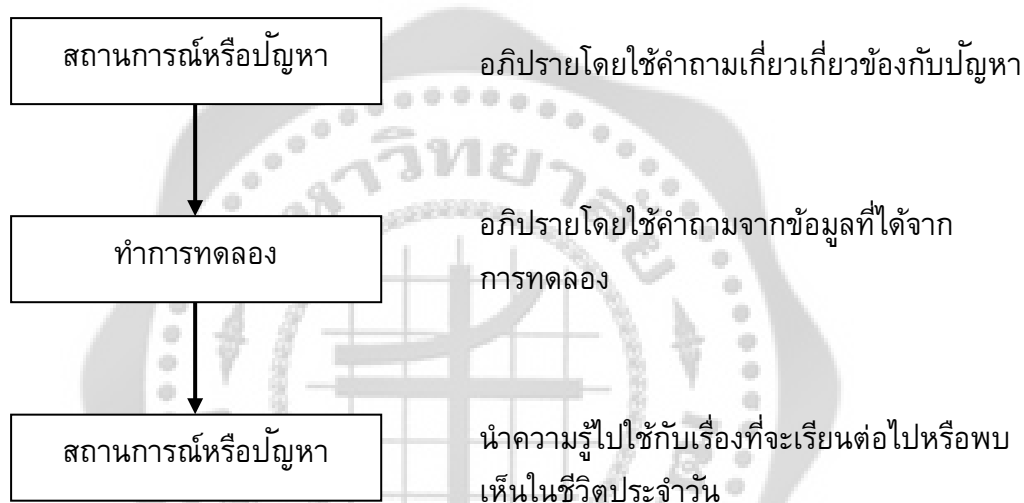 สถานการณ์หรือปัญหา
อภิปรายโดยใช้คำถามเกี่ยวเกี่ยวข้องกับปัญหา
หาวิทยาลัย
ทำการทดลอง
อภิปรายโดยใช้คำถามจากข้อมูลที่ได้จาก
การทดลอง
สถานการณ์หรือปัญหา
นำความรู้ไปใช้กับเรื่องที่จะเรียนต่อไปหรือพบ
เห็นในชีวิตประจำวัน